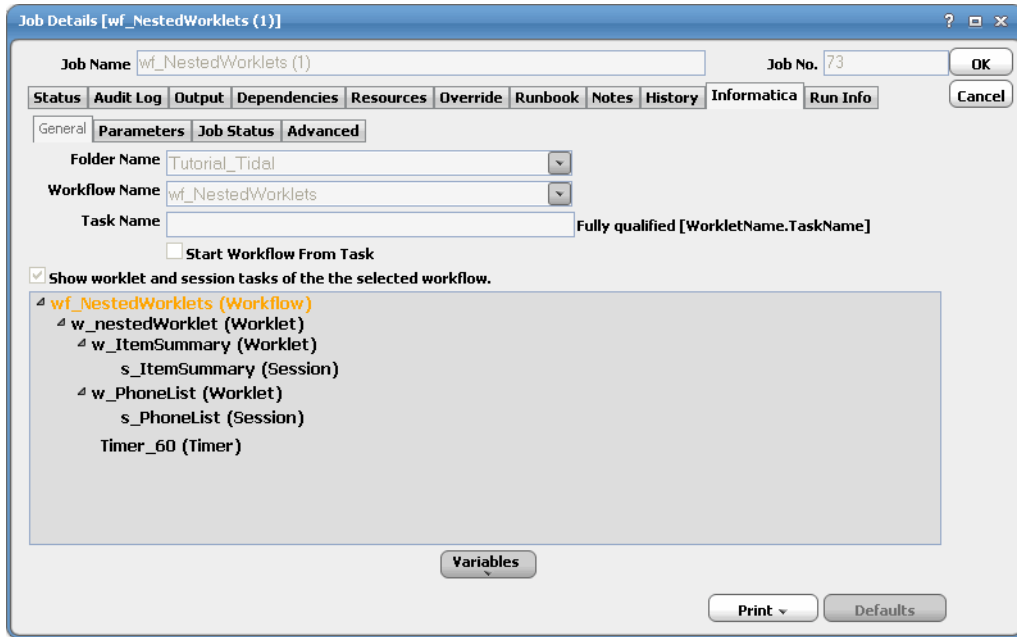 Job Details [wf_NestedWorklets (1)] ?
Job Name wf_NestedWorklets (1) Job No. 73 OK
Status Audit Log Output Dependencies Resources Override Runbook Notes History Informatica Run Info Cancel
General Parameters Job Status Advanced
Folder Name Tutorial_Tidal
Workflow Name wf_NestedWorklets
Task Name Fully qualified [WorkletName.TaskName]
Start Workflow From Task
Show worklet and session tasks of the the selected workflow.
wf_NestedWorklets (Workflow)
w_nestedWorklet (Worklet)
w_ItemSummary (Worklet)
s_ItemSummary (Session)
w_PhoneList (Worklet)
s_PhoneList (Session)
Timer_60 (Timer)
Variables
Print Defaults